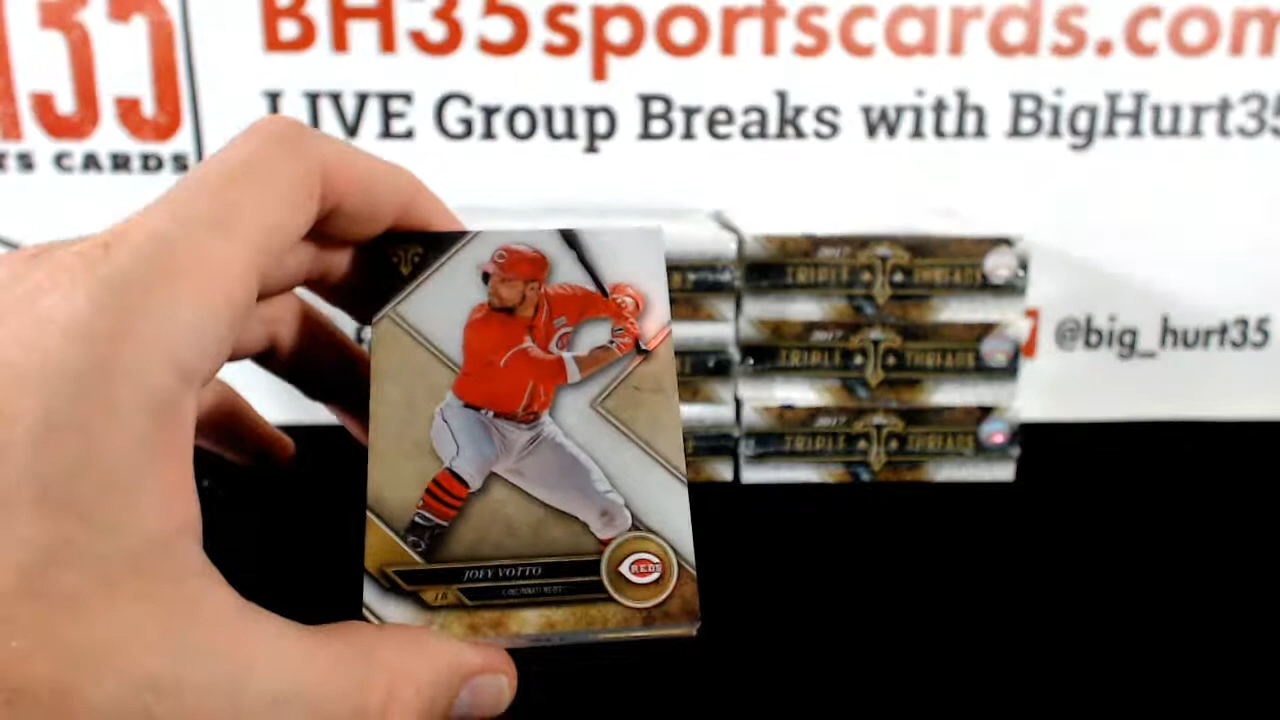 BH35sportscards.com
LIVE Group Breaks with BigHurt35
CARDS
@big_hurt35
2017
TRIPLE THREADS
2017
TRIPLE THREADS
2017
TRIPLE THREADS
JOEY VOTTO
1B
CINCINNATI REDS
REDS